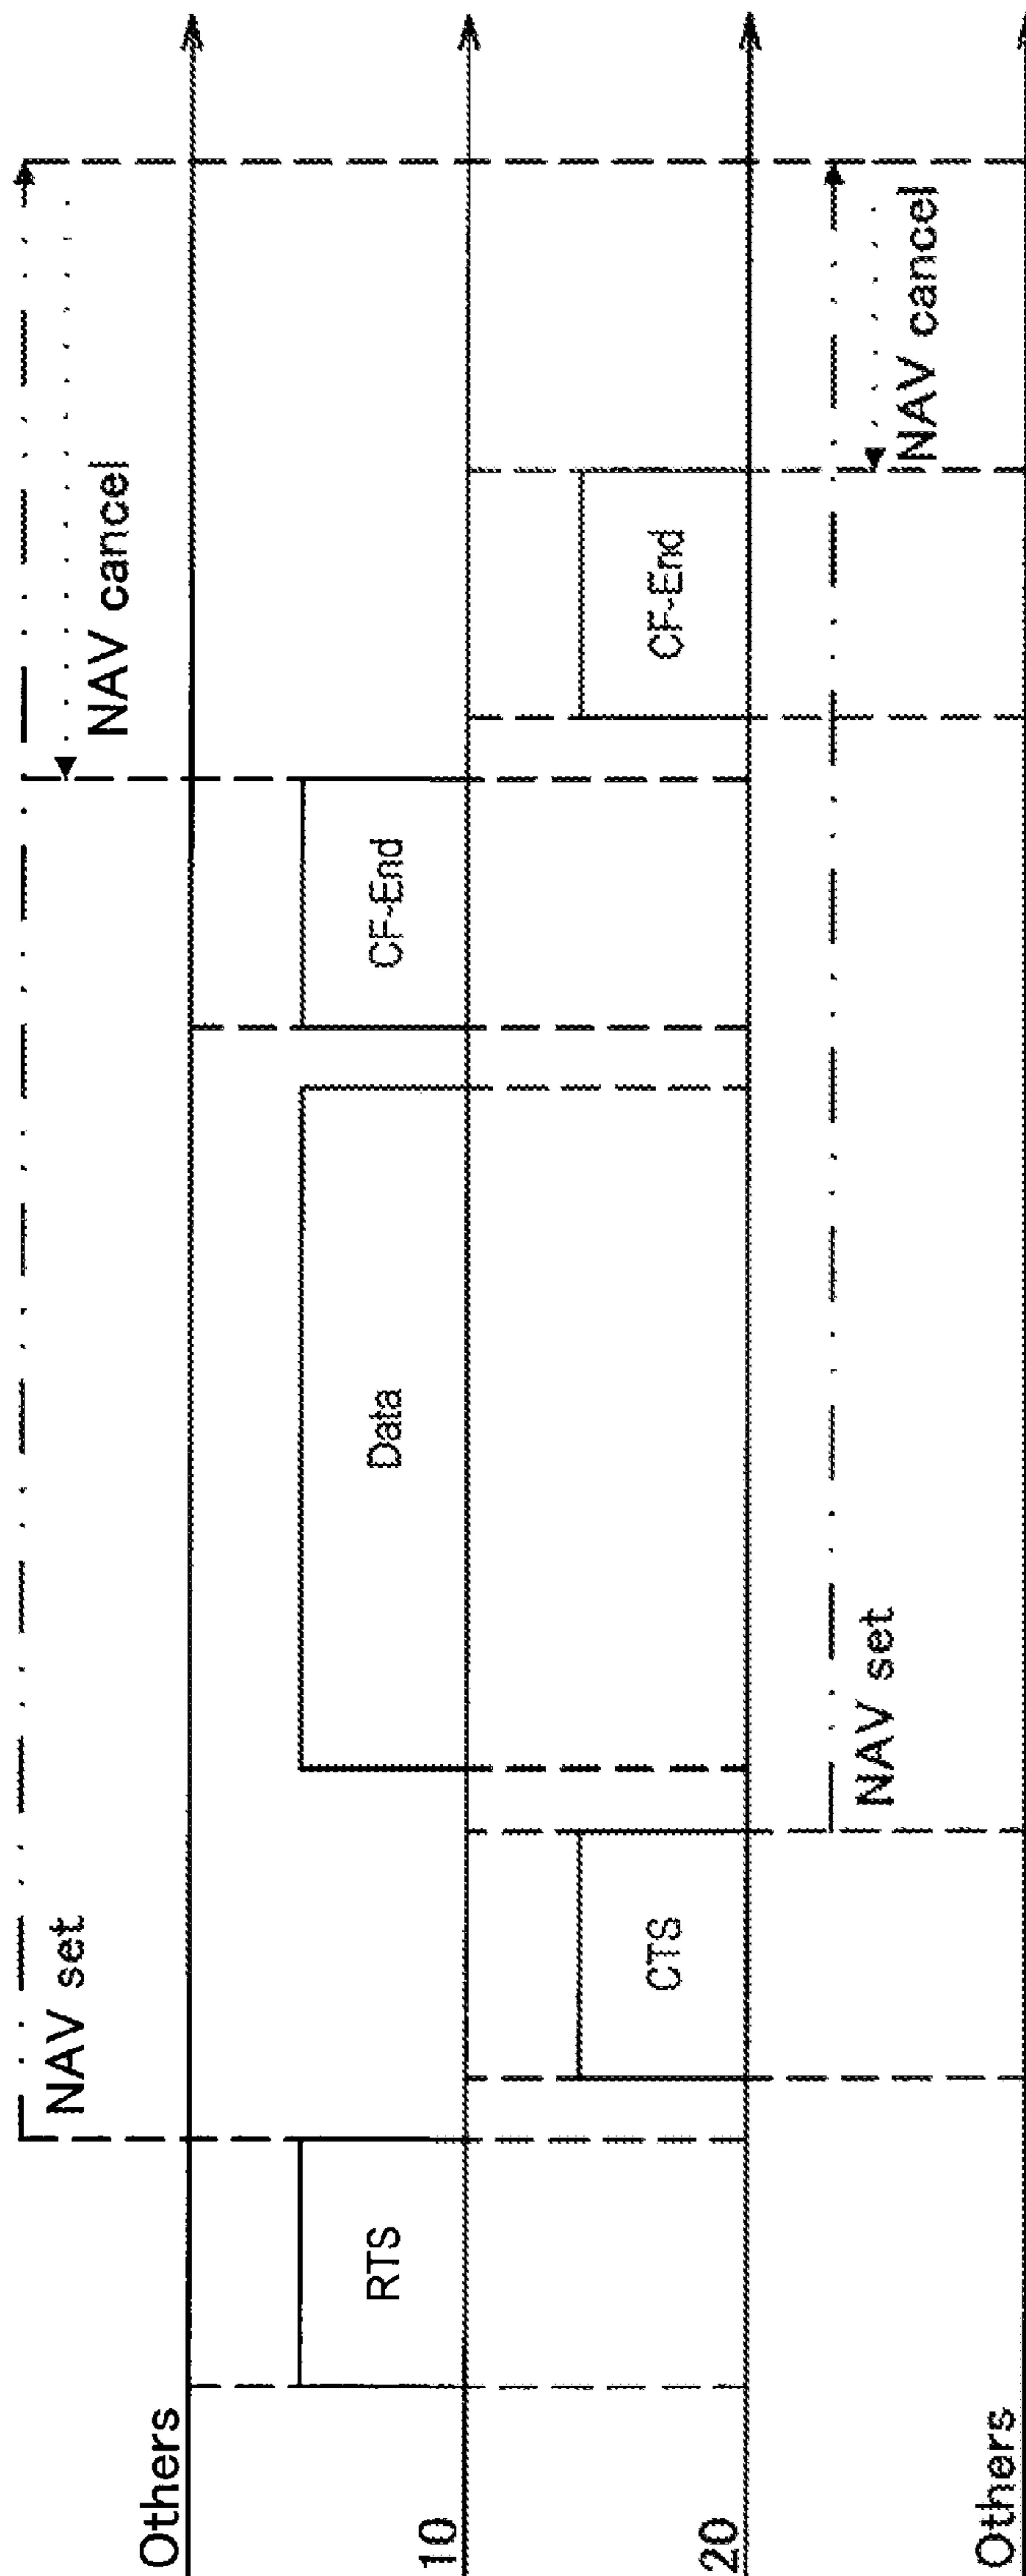 NAV set
NAV cancel
Others
RTS
Data
CF-End
10
CTS
CF-End
20
NAV set
NAV cancel
Others